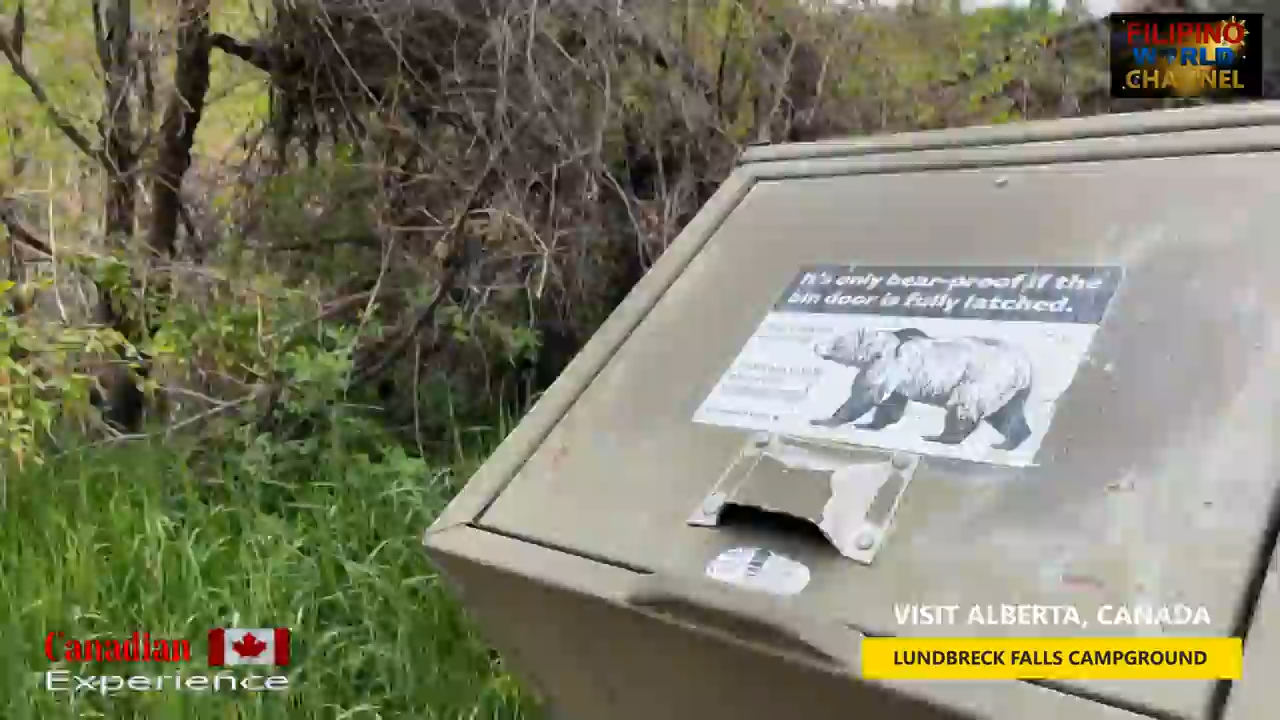 FILIPINO
WORLD
CHANNEL
It's only bear-proof if the
bin door is fully latched.
VISIT ALBERTA, CANADA
LUNDBRECK FALLS CAMPGROUND
Canadian
Experience